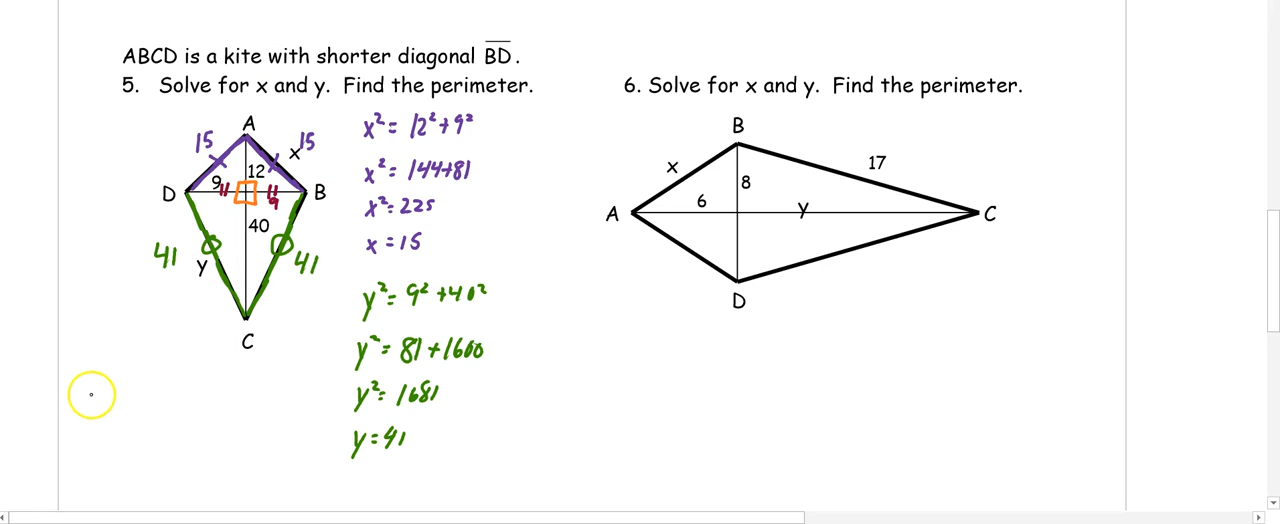 ABCD is a kite with shorter diagonal B̅D̅.
5. Solve for x and y. Find the perimeter.
A
15
x
15
12
D
9
9
B
40
41
y
41
C
x² = 12² + 9²
x² = 144+81
x² = 225
x = 15
y² = 9² + 40²
y² = 81 + 1600
y² = 1681
y = 41
6. Solve for x and y. Find the perimeter.
B
x
17
8
A
6
y
C
D